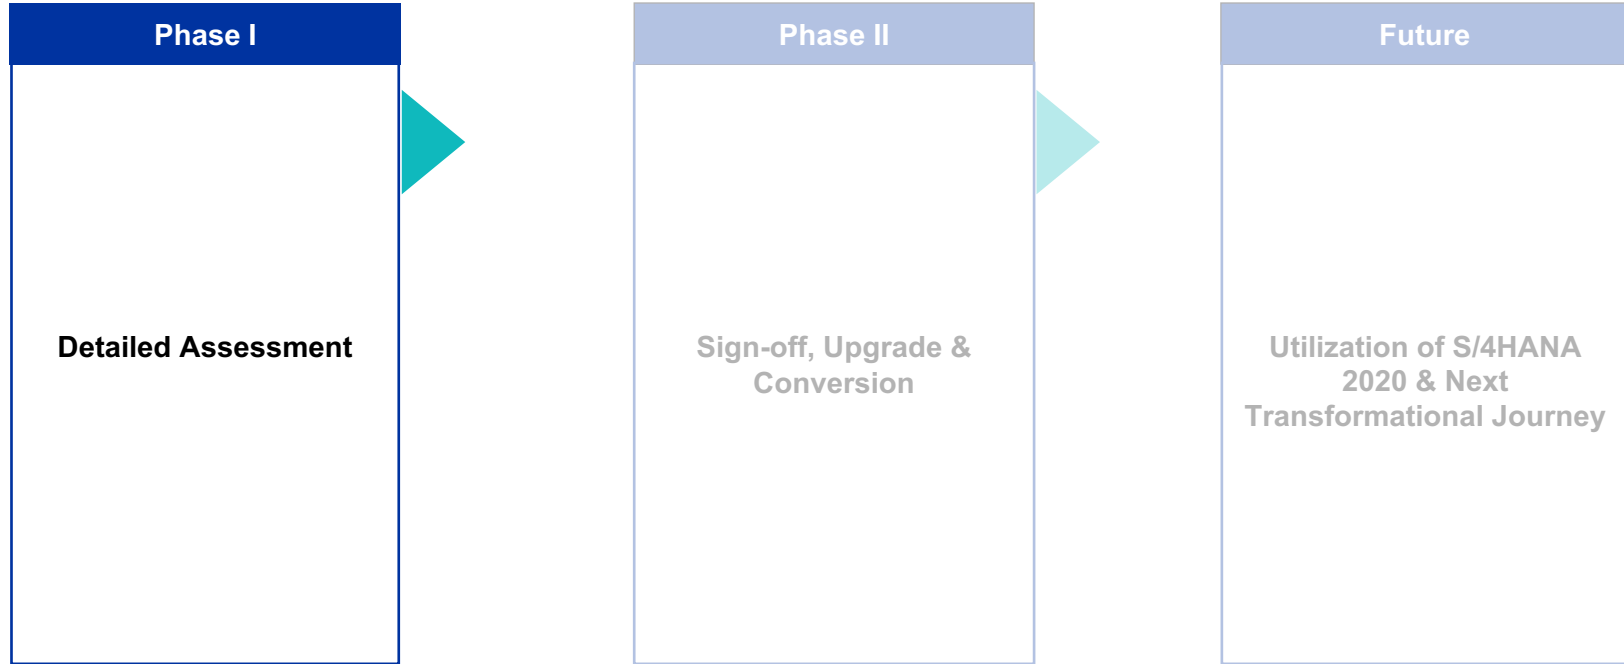 Phase I
Detailed Assessment
Phase II
Sign-off, Upgrade &
Conversion
Future
Utilization of S/4HANA
2020 & Next
Transformational Journey